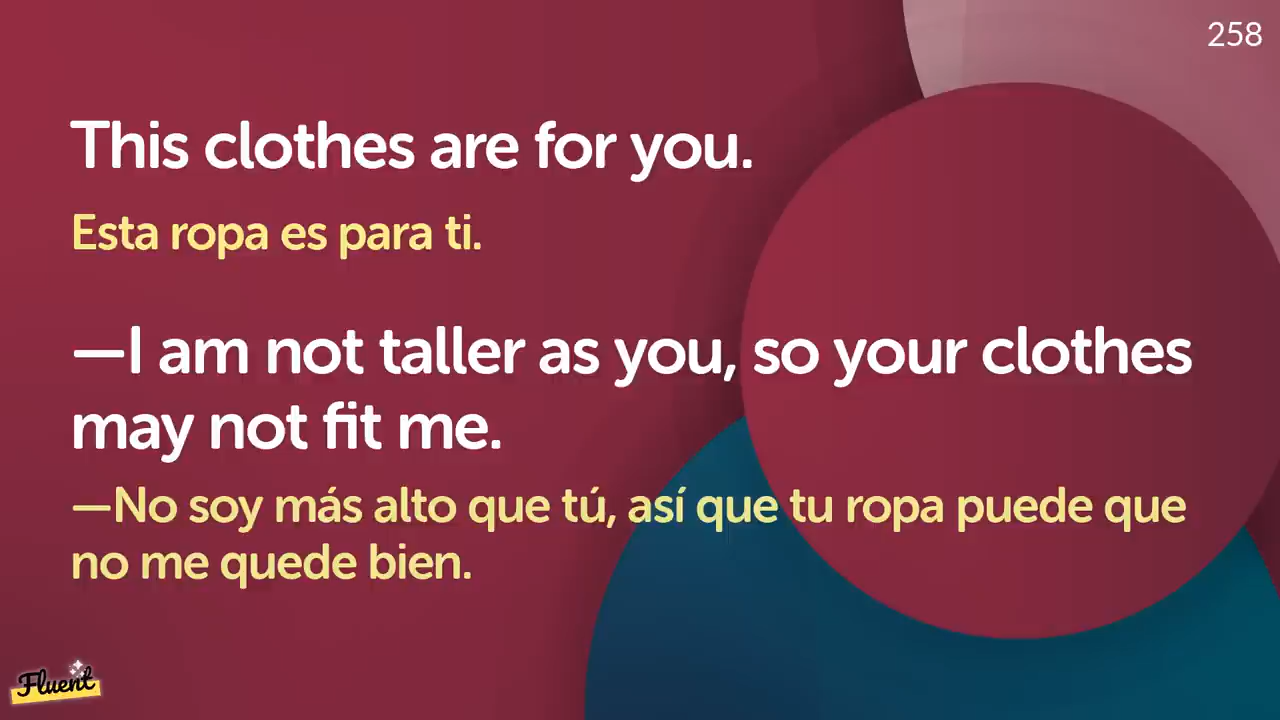 258
This clothes are for you.
Esta ropa es para ti.
—I am not taller as you, so your clothes
may not fit me.
—No soy más alto que tú, así que tu ropa puede que
no me quede bien.
Fluent